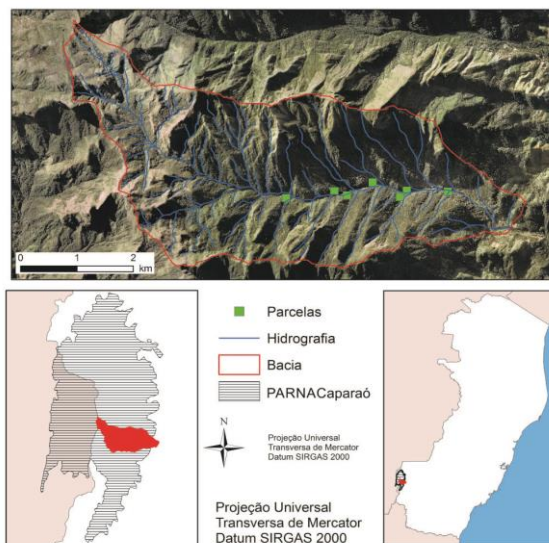 0 1 2
km
Parcelas
Hidrografia
Bacia
PARNACaparaó
N
Projeção Universal
Transversa de Mercator
Datum SIRGAS 2000
Projeção Universal
Transversa de Mercator
Datum SIRGAS 2000